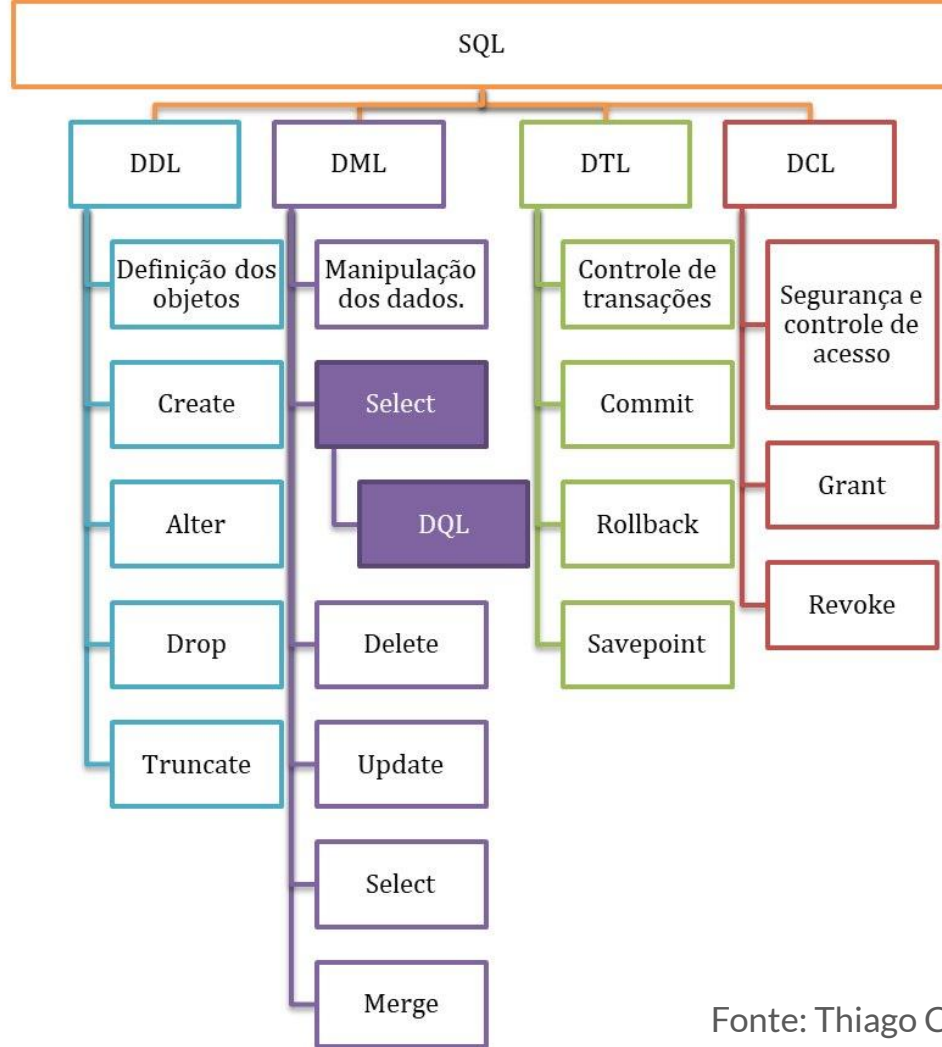 SQL
DDL
Definição dos
objetos
Create
Alter
Drop
Truncate
DML
Manipulação
dos dados.
Select
DQL
Delete
Update
Select
Merge
DTL
Controle de
transações
Commit
Rollback
Savepoint
DCL
Segurança e
controle de
acesso
Grant
Revoke
Fonte: Thiago